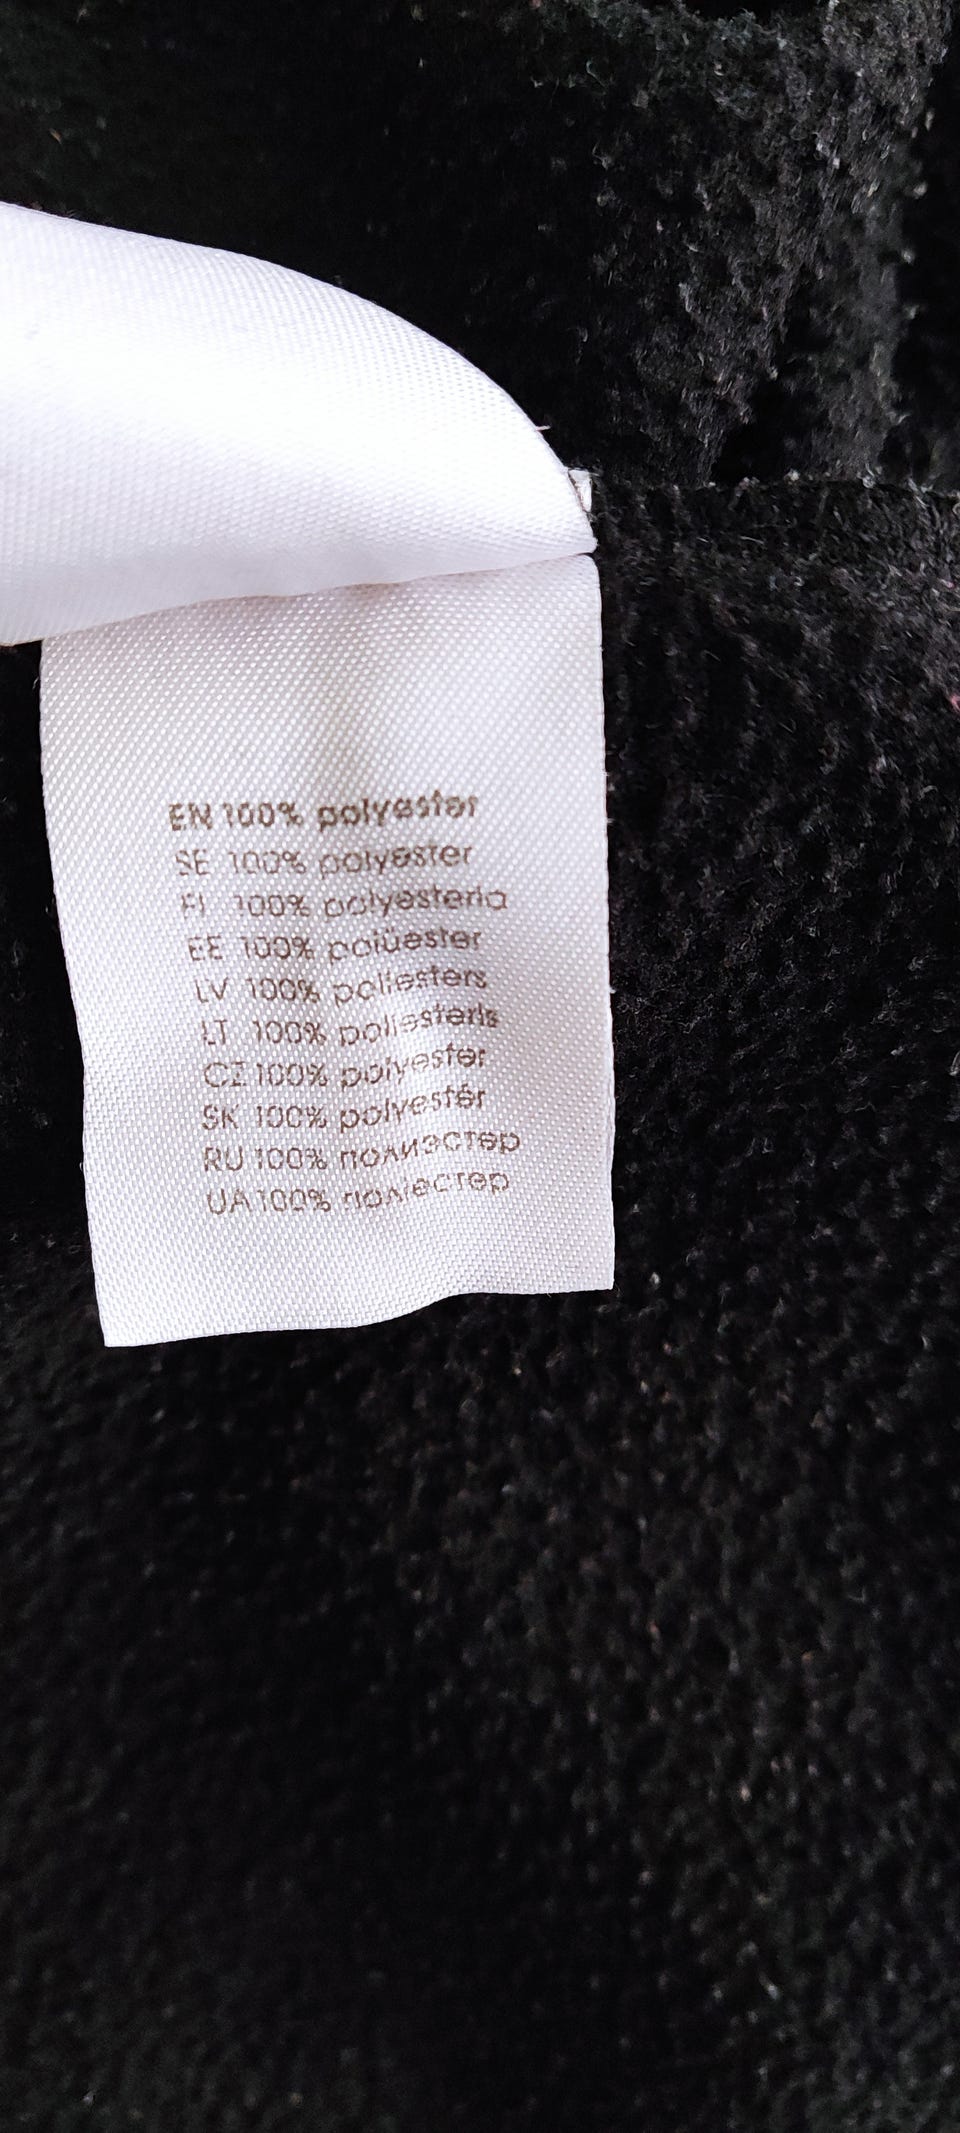 EN 100% polyester
SE 100% polyester
FI 100% polyesteria
EE 100% polüester
LV 100% poliesters
LT 100% poliesteris
CZ 100% polyester
SK 100% polyestér
RU 100% полиэстер
UA 100% поліестер